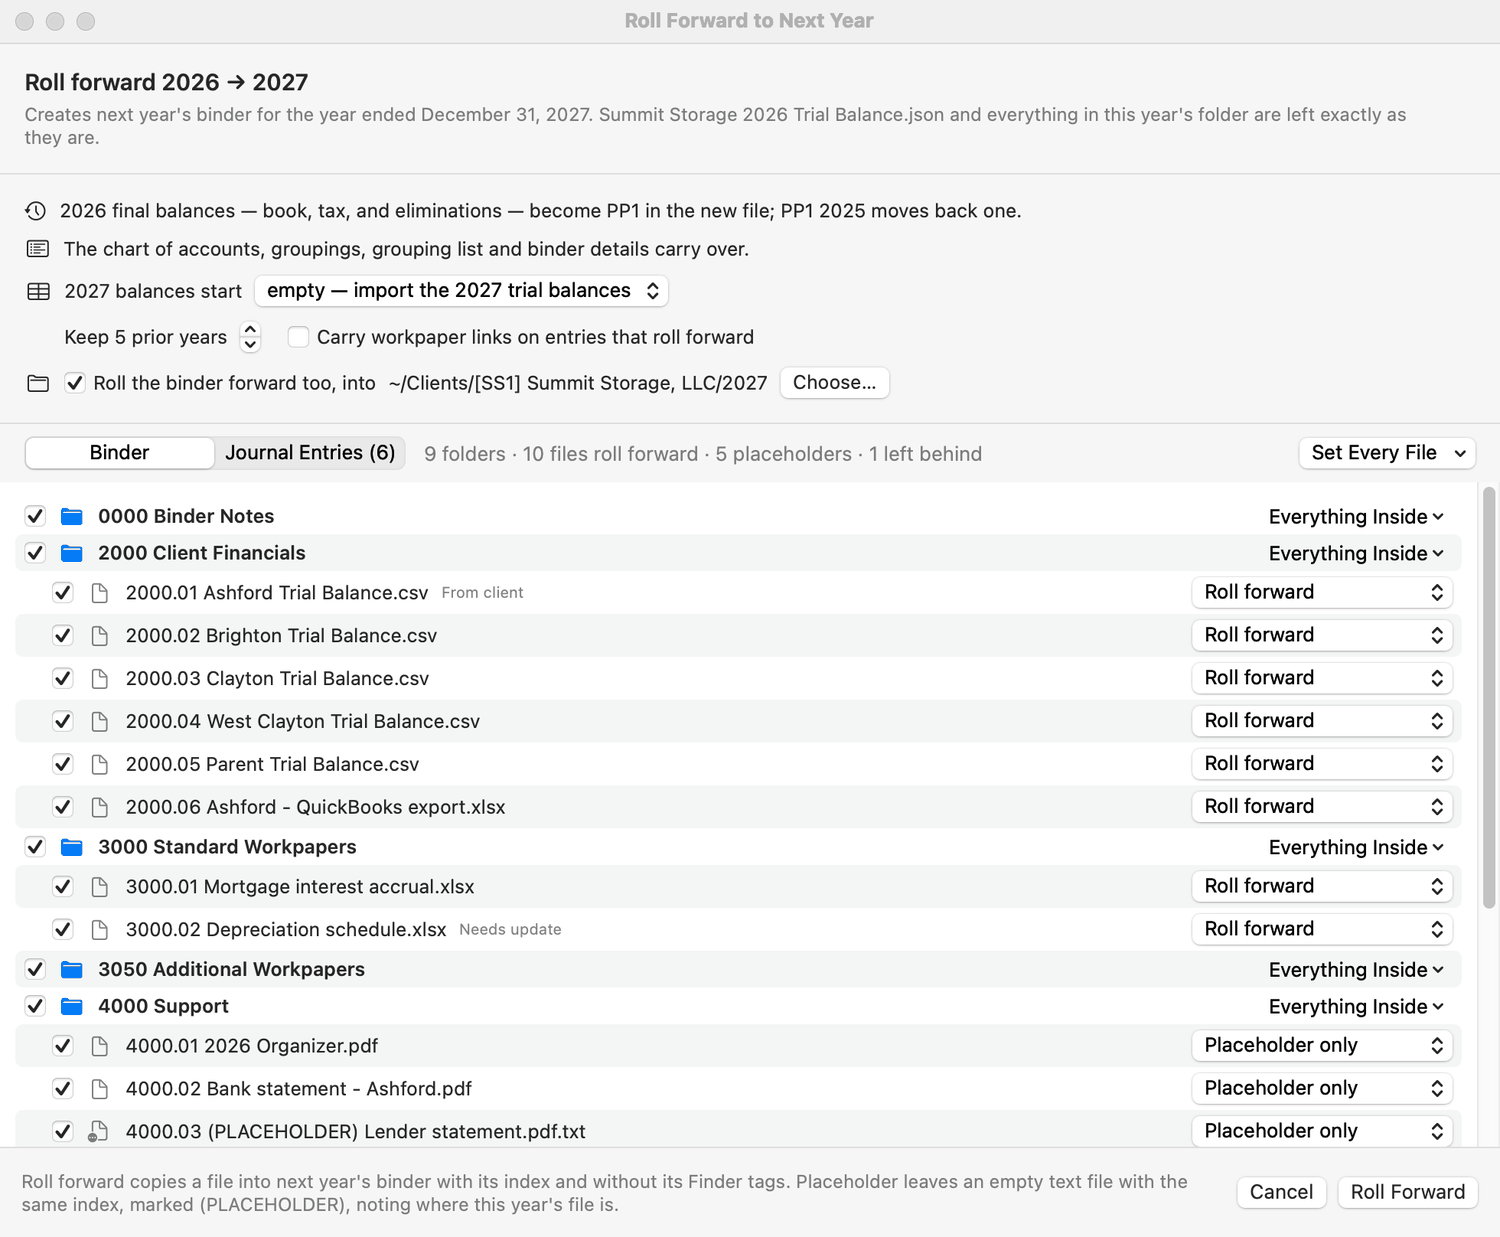 Roll Forward to Next Year
Roll forward 2026 → 2027
Creates next year's binder for the year ended December 31, 2027. Summit Storage 2026 Trial Balance.json and everything in this year's folder are left exactly as
they are.
2026 final balances — book, tax, and eliminations — become PP1 in the new file; PP1 2025 moves back one.
The chart of accounts, groupings, grouping list and binder details carry over.
2027 balances start empty — import the 2027 trial balances
Keep 5 prior years Carry workpaper links on entries that roll forward
Roll the binder forward too, into ~/Clients/[SS1] Summit Storage, LLC/2027 Choose...
Binder Journal Entries (6) 9 folders · 10 files roll forward · 5 placeholders · 1 left behind Set Every File
0000 Binder Notes Everything Inside
2000 Client Financials Everything Inside
2000.01 Ashford Trial Balance.csv From client Roll forward
2000.02 Brighton Trial Balance.csv Roll forward
2000.03 Clayton Trial Balance.csv Roll forward
2000.04 West Clayton Trial Balance.csv Roll forward
2000.05 Parent Trial Balance.csv Roll forward
2000.06 Ashford - QuickBooks export.xlsx Roll forward
3000 Standard Workpapers Everything Inside
3000.01 Mortgage interest accrual.xlsx Roll forward
3000.02 Depreciation schedule.xlsx Needs update Roll forward
3050 Additional Workpapers Everything Inside
4000 Support Everything Inside
4000.01 2026 Organizer.pdf Placeholder only
4000.02 Bank statement - Ashford.pdf Placeholder only
4000.03 (PLACEHOLDER) Lender statement.pdf.txt Placeholder only
Roll forward copies a file into next year's binder with its index and without its Finder tags. Placeholder leaves an empty text file with the
same index, marked (PLACEHOLDER), noting where this year's file is.
Cancel Roll Forward